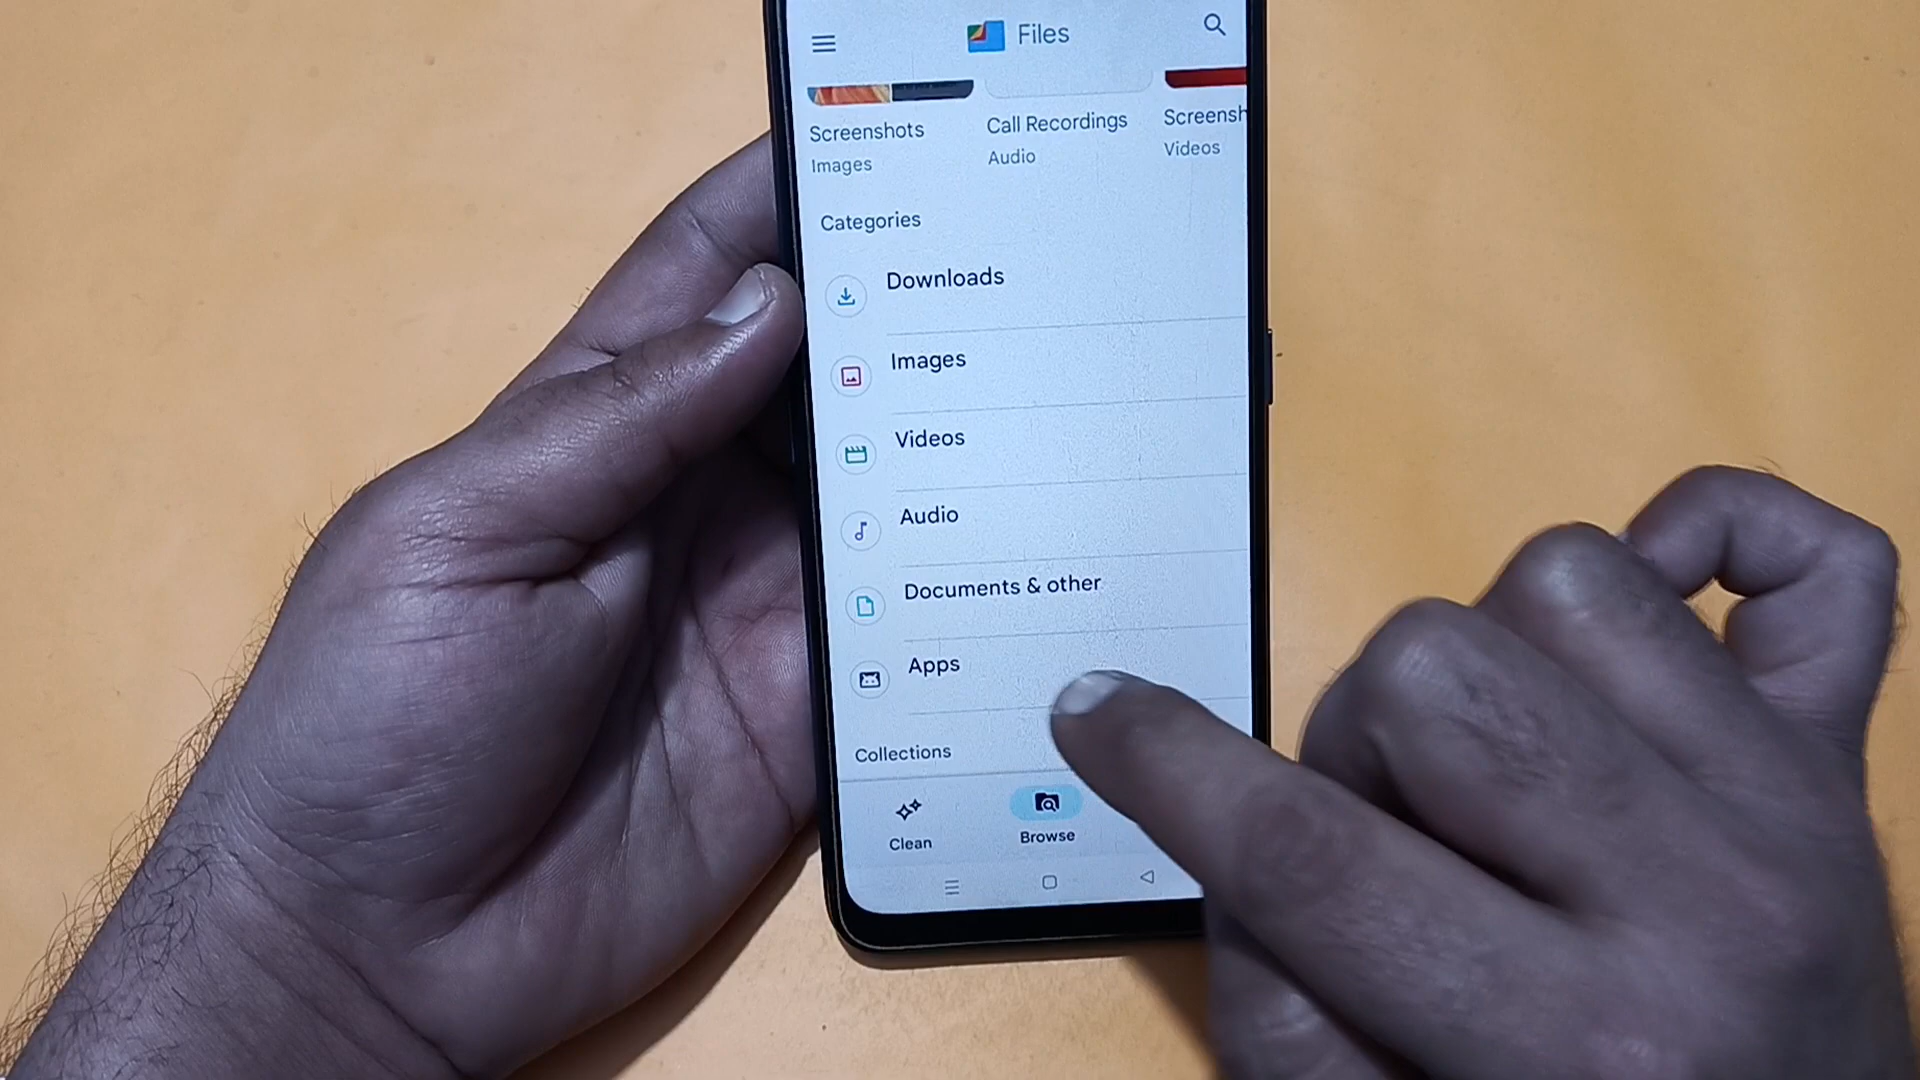 Files
Screenshots
Images
Call Recordings
Audio
Screensh
Videos
Categories
Downloads
Images
Videos
Audio
Documents & other
Apps
Collections
Clean
Browse